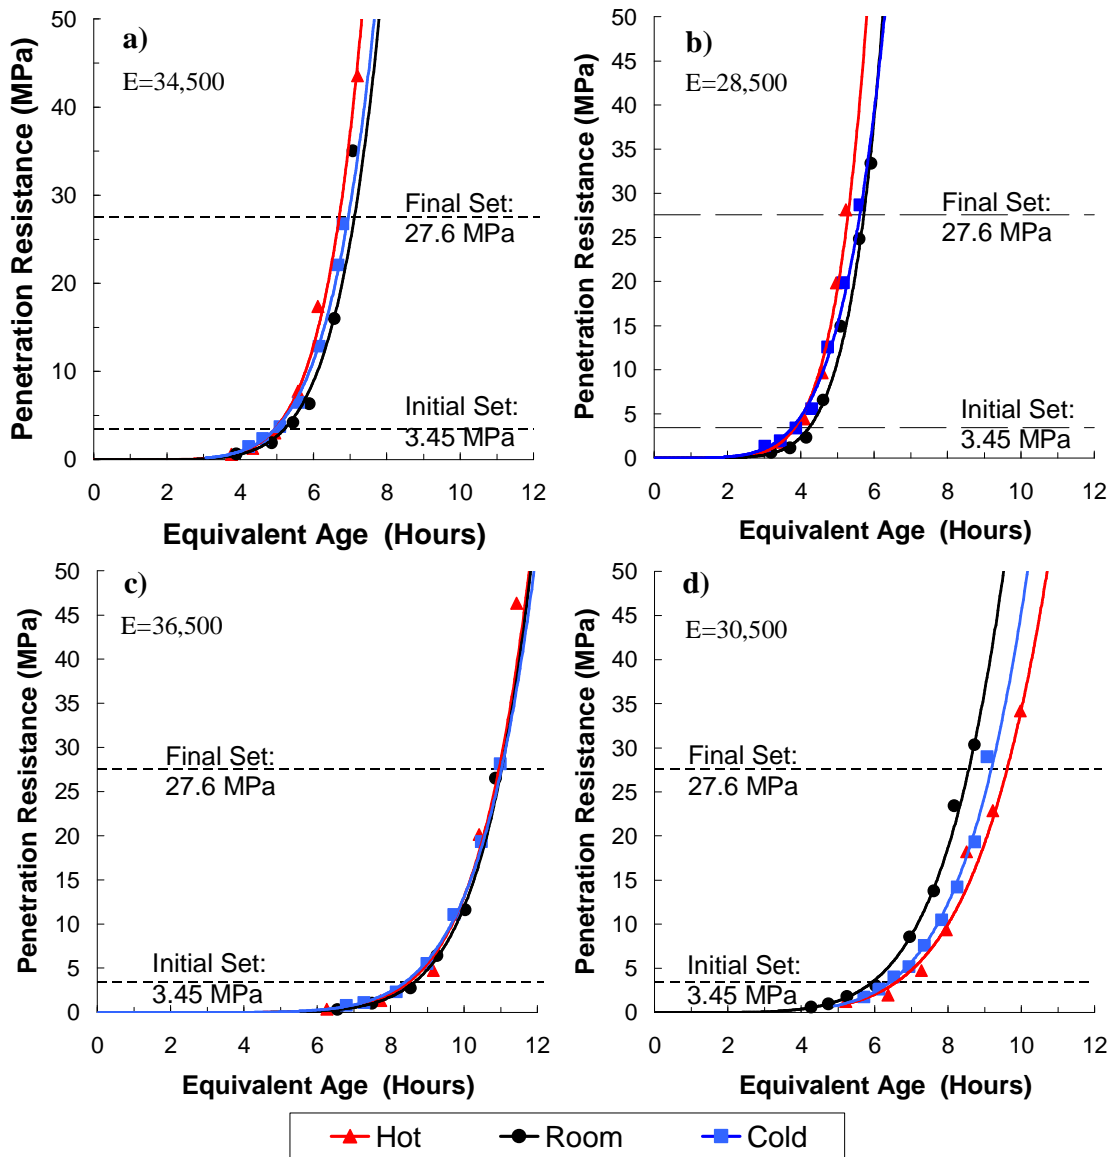 a)
E=34,500
Penetration Resistance (MPa)
50
45
40
35
30
25
20
15
10
5
0
Final Set:
27.6 MPa
Initial Set:
3.45 MPa
0 2 4 6 8 10 12
Equivalent Age (Hours)
b)
E=28,500
Penetration Resistance (MPa)
50
45
40
35
30
25
20
15
10
5
0
Final Set:
27.6 MPa
Initial Set:
3.45 MPa
0 2 4 6 8 10 12
Equivalent Age (Hours)
c)
E=36,500
Penetration Resistance (MPa)
50
45
40
35
30
25
20
15
10
5
0
Final Set:
27.6 MPa
Initial Set:
3.45 MPa
0 2 4 6 8 10 12
Equivalent Age (Hours)
d)
E=30,500
Penetration Resistance (MPa)
50
45
40
35
30
25
20
15
10
5
0
Final Set:
27.6 MPa
Initial Set:
3.45 MPa
0 2 4 6 8 10 12
Equivalent Age (Hours)
Hot Room Cold